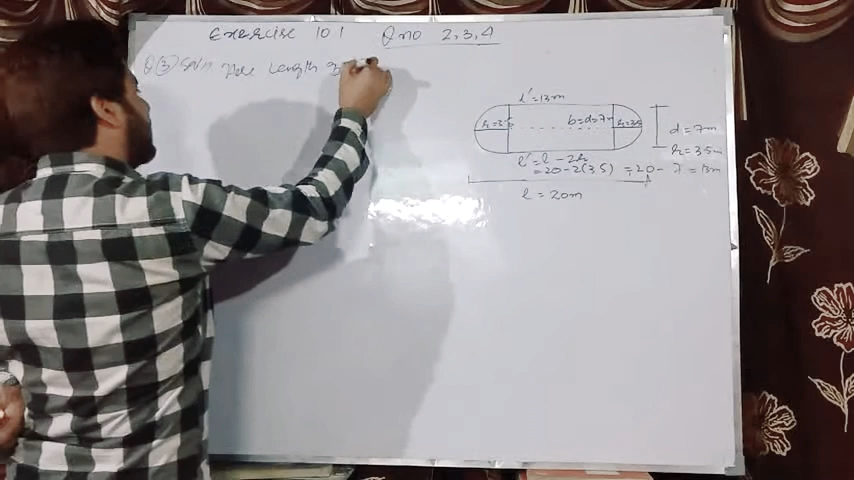 Exercise 10.1 Q no 2,3,4
Q(3) Sol'n Here Length
l' = 13m
r = 3.5 b = d = 7m r = 3.5
d = 7m
r = 3.5m
l' = l - 2r
= 20 - 2(3.5) = 20 - 7 = 13m
l = 20m